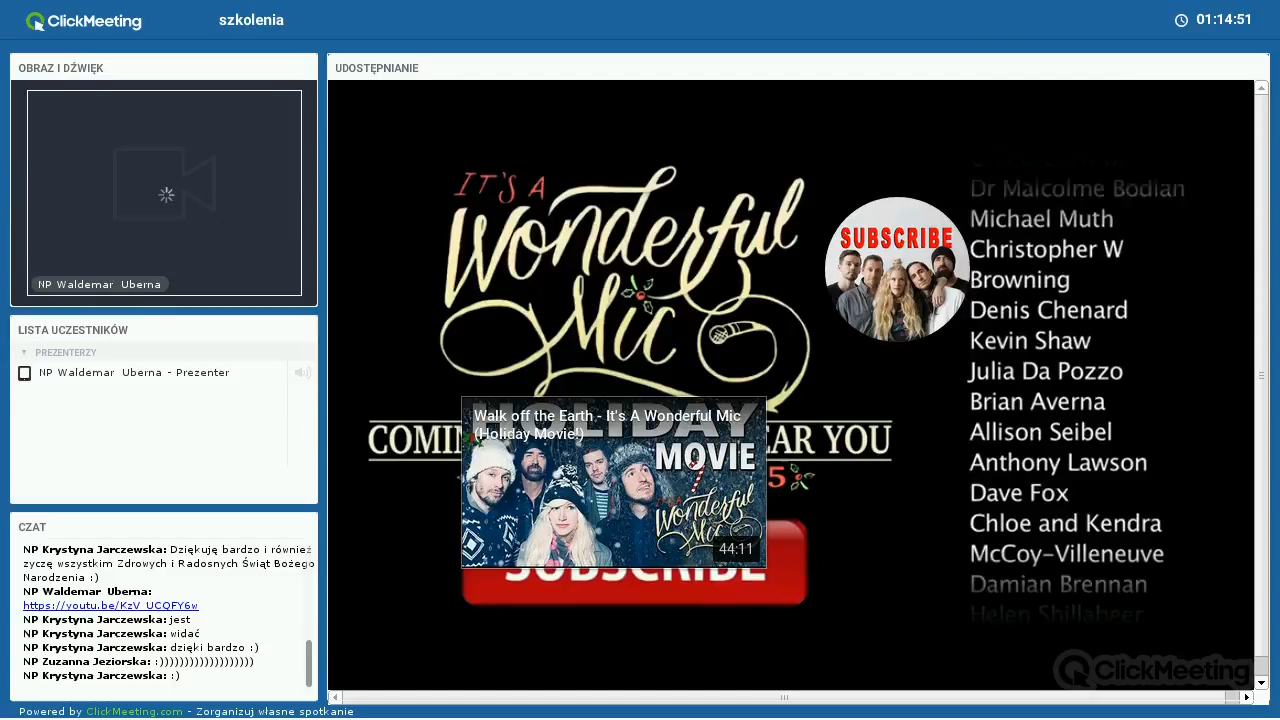 ClickMeeting
szkolenia
01:14:51
OBRAZ I DŹWIĘK
NP Waldemar Uberna
LISTA UCZESTNIKÓW
PREZENTERZY
NP Waldemar Uberna - Prezenter
CZAT
NP Krystyna Jarczewska: Dziękuję bardzo i również
zyczę wszystkim Zdrowych i Radosnych Świąt Bożego
Narodzenia :)
NP Waldemar Uberna:
https://youtu.be/KzV_UCQFY6w
NP Krystyna Jarczewska: jest
NP Krystyna Jarczewska: widać
NP Krystyna Jarczewska: dzięki bardzo :)
NP Zuzanna Jeziorska: :)))))))))))))))))))
NP Krystyna Jarczewska: :)
Powered by ClickMeeting.com - Zorganizuj własne spotkanie
UDOSTĘPNIANIE
IT'S A
Wonderful
Mic
SUBSCRIBE
Walk off the Earth - It's A Wonderful Mic
(Holiday Movie!)
HOLIDAY
MOVIE
Wonderful
Mic
44:11
YOU
SUBSCRIBE
Dr Malcolme Bodian
Michael Muth
Christopher W
Browning
Denis Chenard
Kevin Shaw
Julia Da Pozzo
Brian Averna
Allison Seibel
Anthony Lawson
Dave Fox
Chloe and Kendra
McCoy-Villeneuve
Damian Brennan
Helen Shillabeer
ClickMeeting